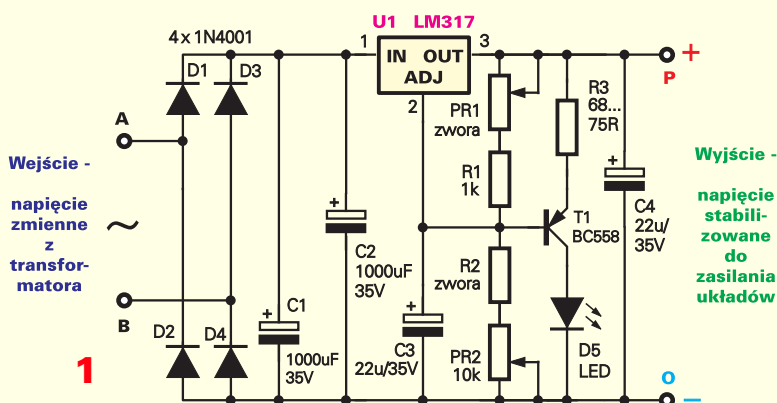 U1 LM317
4x1N4001
1
3
IN OUT
ADJ
2
D1
D3
A
Wejście -
napięcie
zmienne
z
transfor-
matora
~
B
D2
D4
1
+
C1
1000uF
35V
+
C2
1000uF
35V
+
C3
22u/35V
PR1
zwora
R1
1k
R2
zwora
PR2
10k
R3
68...
75R
T1
BC558
D5
LED
+
C4
22u/
35V
+
P
Wyjście -
napięcie
stabili-
zowane
do
zasilania
układów
O
−